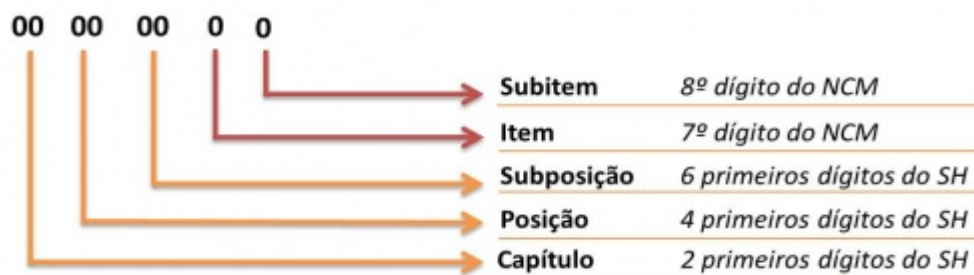 00 00 00 0 0
Subitem 8º dígito do NCM
Item 7º dígito do NCM
Subposição 6 primeiros dígitos do SH
Posição 4 primeiros dígitos do SH
Capítulo 2 primeiros dígitos do SH